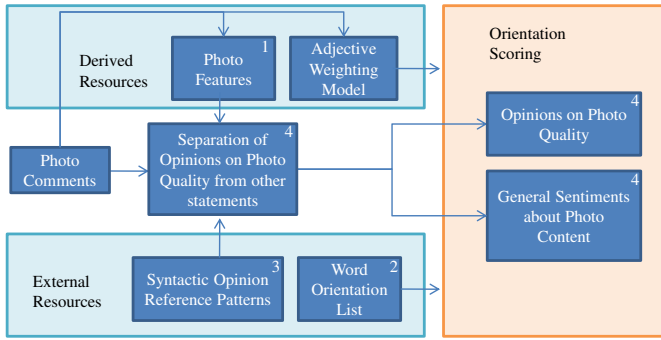 Derived
Resources
1
Photo
Features
Adjective
Weighting
Model
Orientation
Scoring
Photo
Comments
4
Separation of
Opinions on Photo
Quality from other
statements
4
Opinions on Photo
Quality
4
General Sentiments
about Photo
Content
External
Resources
3
Syntactic Opinion
Reference Patterns
2
Word
Orientation
List